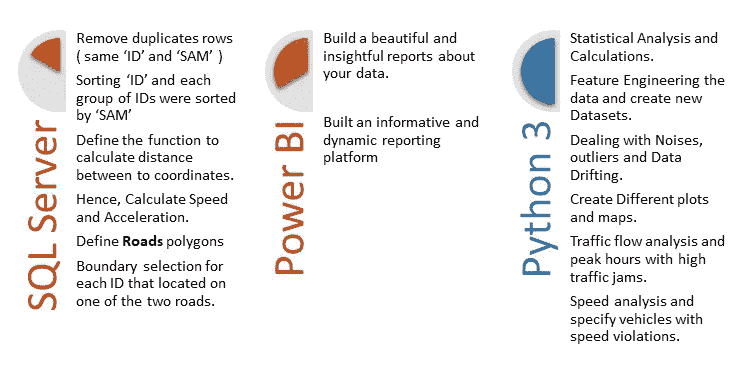 SQL Server
Remove duplicates rows
( same ‘ID’ and ‘SAM’ )
Sorting ‘ID’ and each
group of IDs were sorted
by ‘SAM’
Define the function to
calculate distance
between to coordinates.
Hence, Calculate Speed
and Acceleration.
Define Roads polygons
Boundary selection for
each ID that located on
one of the two roads.
Power BI
Build a beautiful and
insightful reports about
your data.
Built an informative and
dynamic reporting
platform
Python 3
Statistical Analysis and
Calculations.
Feature Engineering the
data and create new
Datasets.
Dealing with Noises,
outliers and Data
Drifting.
Create Different plots
and maps.
Traffic flow analysis and
peak hours with high
traffic jams.
Speed analysis and
specify vehicles with
speed violations.